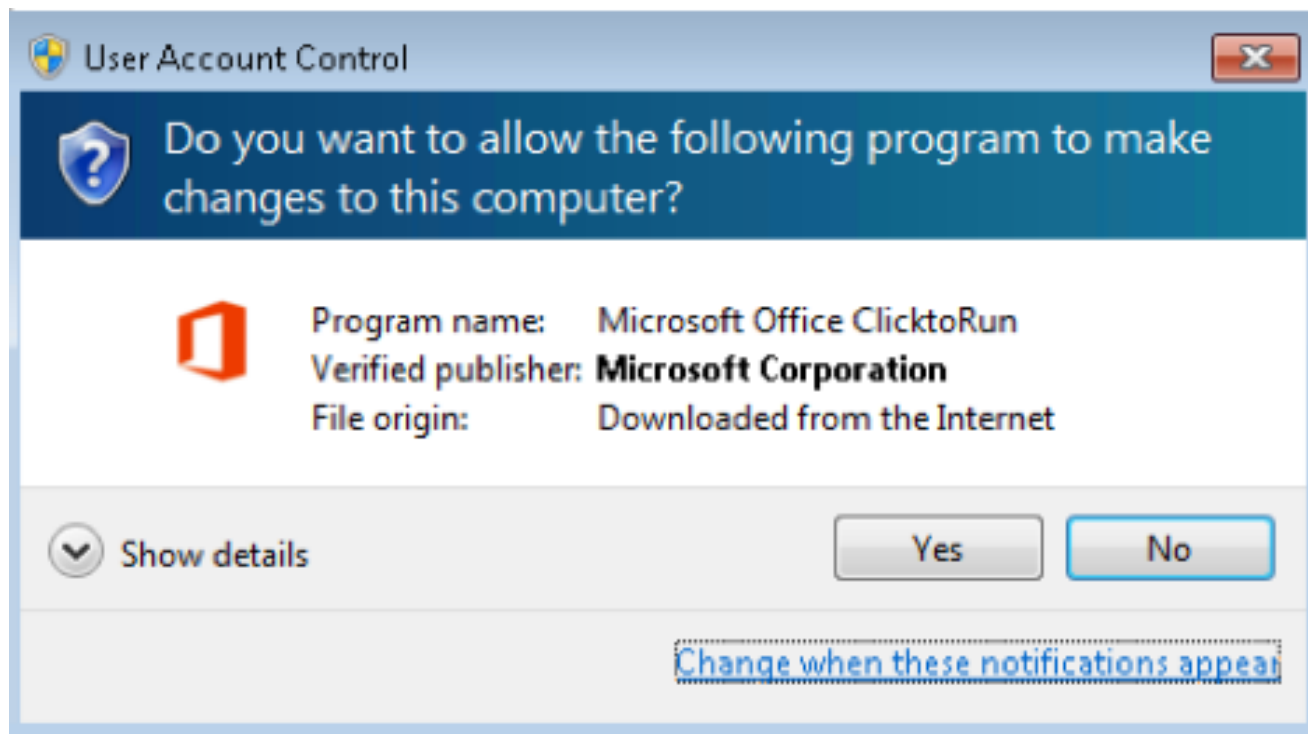 User Account Control
Do you want to allow the following program to make
changes to this computer?
Program name: Microsoft Office ClicktoRun
Verified publisher: Microsoft Corporation
File origin: Downloaded from the Internet
Show details
Yes No
Change when these notifications appear